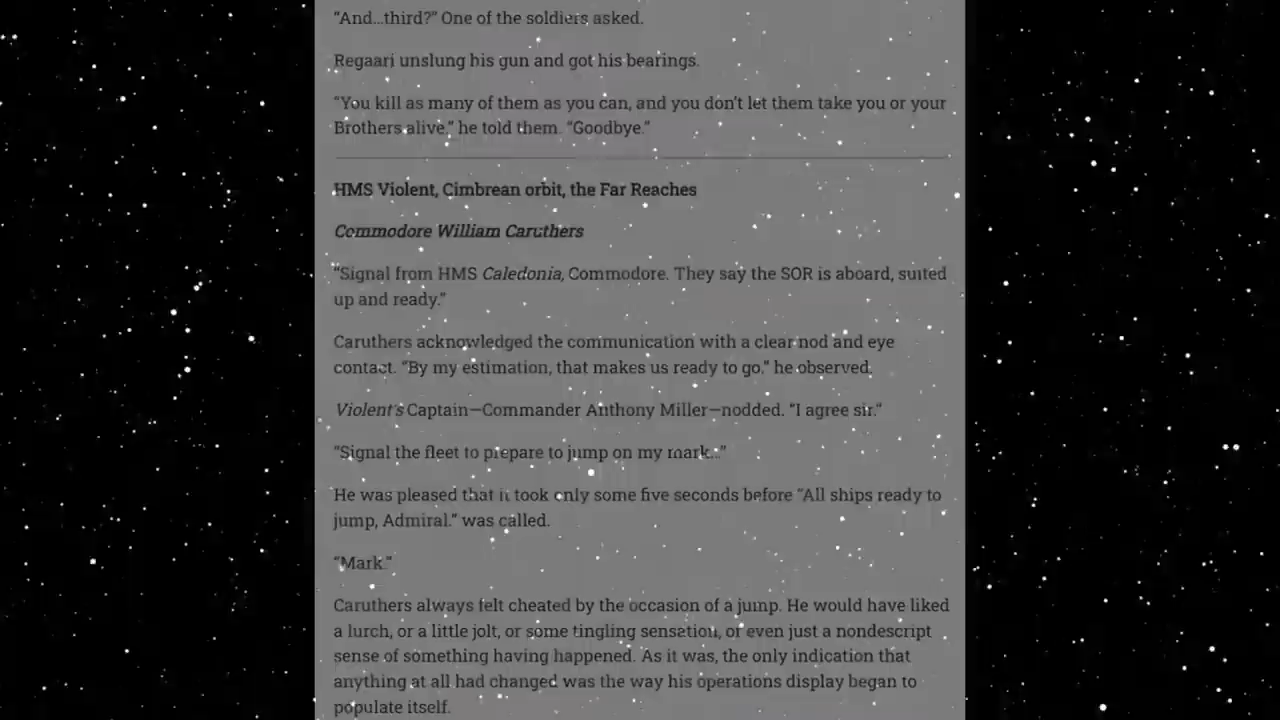 “And...third?” One of the soldiers asked.
Regaari unslung his gun and got his bearings.
“You kill as many of them as you can, and you don’t let them take you or your
Brothers alive,” he told them. “Goodbye.”
HMS Violent, Cimbrean orbit, the Far Reaches
Commodore William Caruthers
“Signal from HMS Caledonia, Commodore. They say the SOR is aboard, suited
up and ready.”
Caruthers acknowledged the communication with a clear nod and eye
contact. “By my estimation, that makes us ready to go,” he observed.
Violent’s Captain—Commander Anthony Miller—nodded. “I agree sir.”
“Signal the fleet to prepare to jump on my mark...”
He was pleased that it took only some five seconds before “All ships ready to
jump, Admiral.” was called.
“Mark.”
Caruthers always felt cheated by the occasion of a jump. He would have liked
a lurch, or a little jolt, or some tingling sensation, or even just a nondescript
sense of something having happened. As it was, the only indication that
anything at all had changed was the way his operations display began to
populate itself.